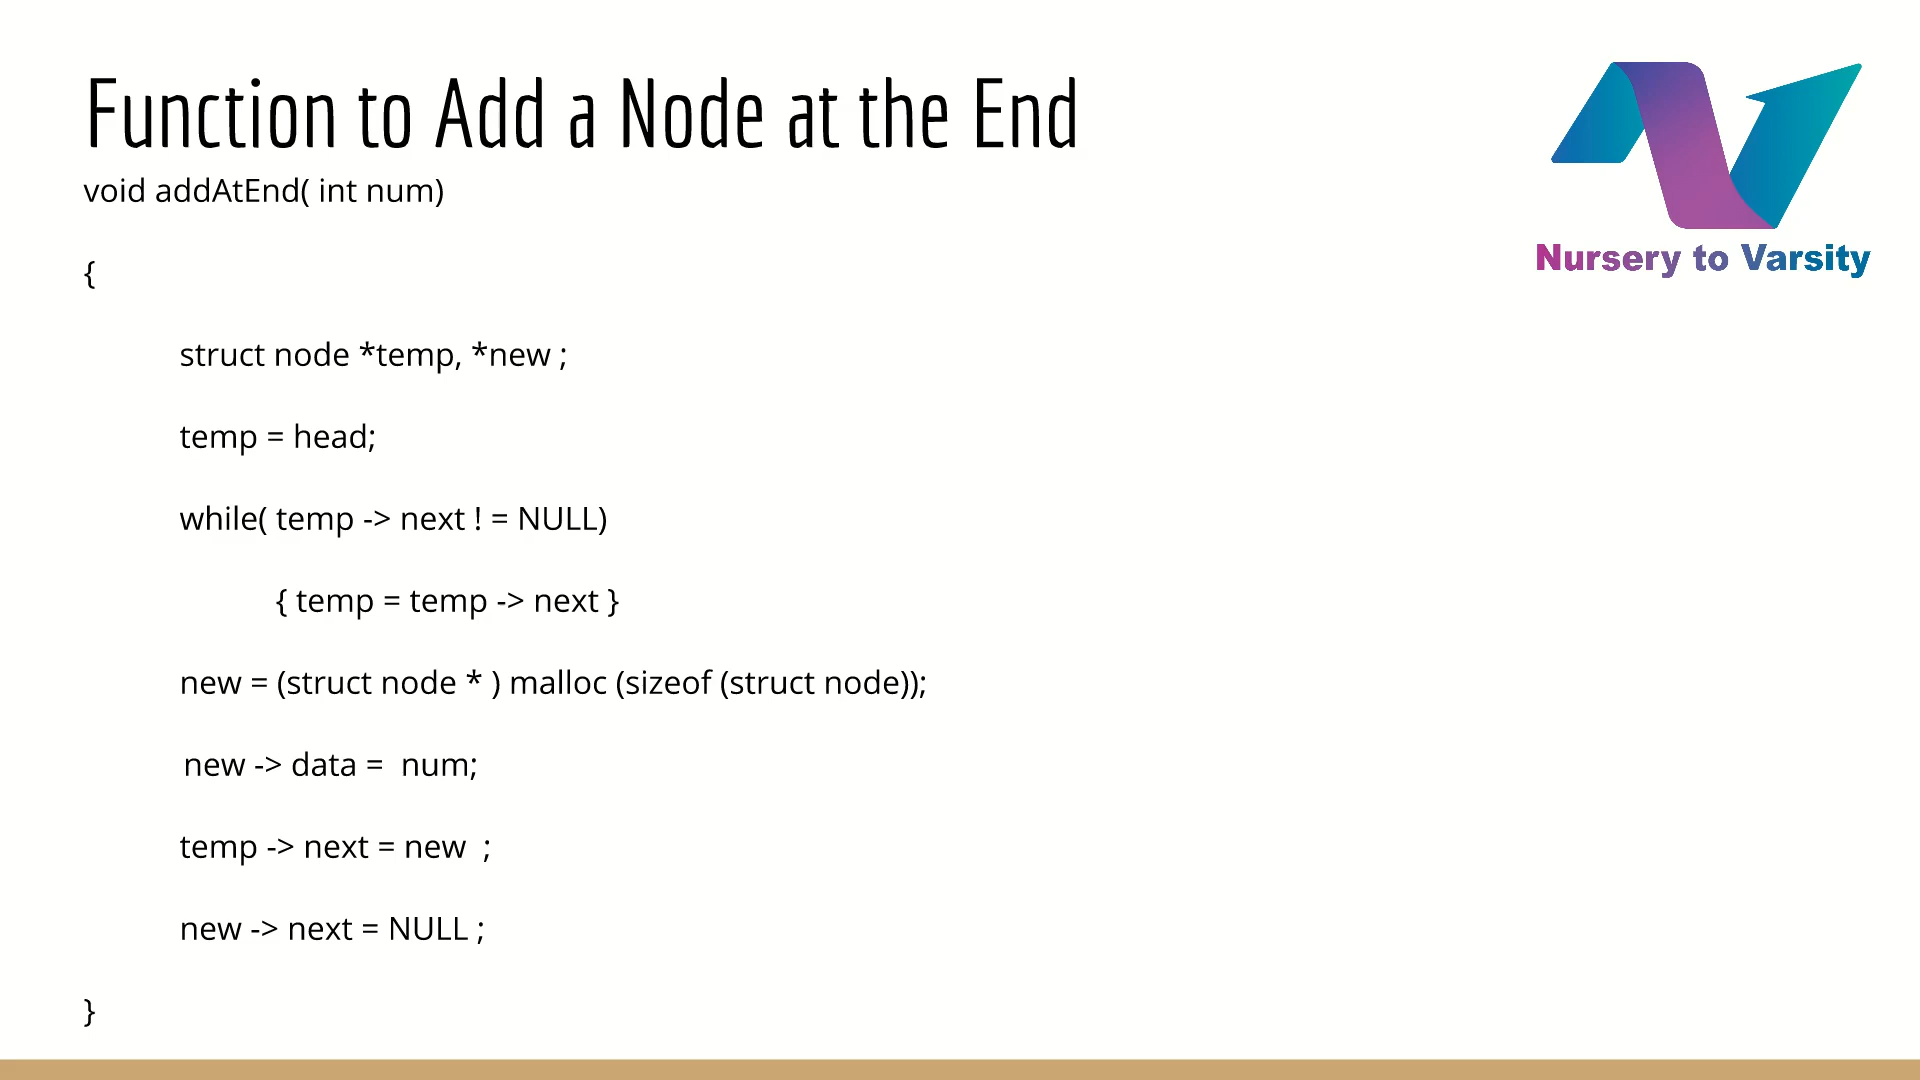 Function to Add a Node at the End
Nursery to Varsity
void addAtEnd( int num)
{
struct node *temp, *new ;
temp = head;
while( temp -> next ! = NULL)
{ temp = temp -> next }
new = (struct node * ) malloc (sizeof (struct node));
new -> data =  num;
temp -> next = new  ;
new -> next = NULL ;
}